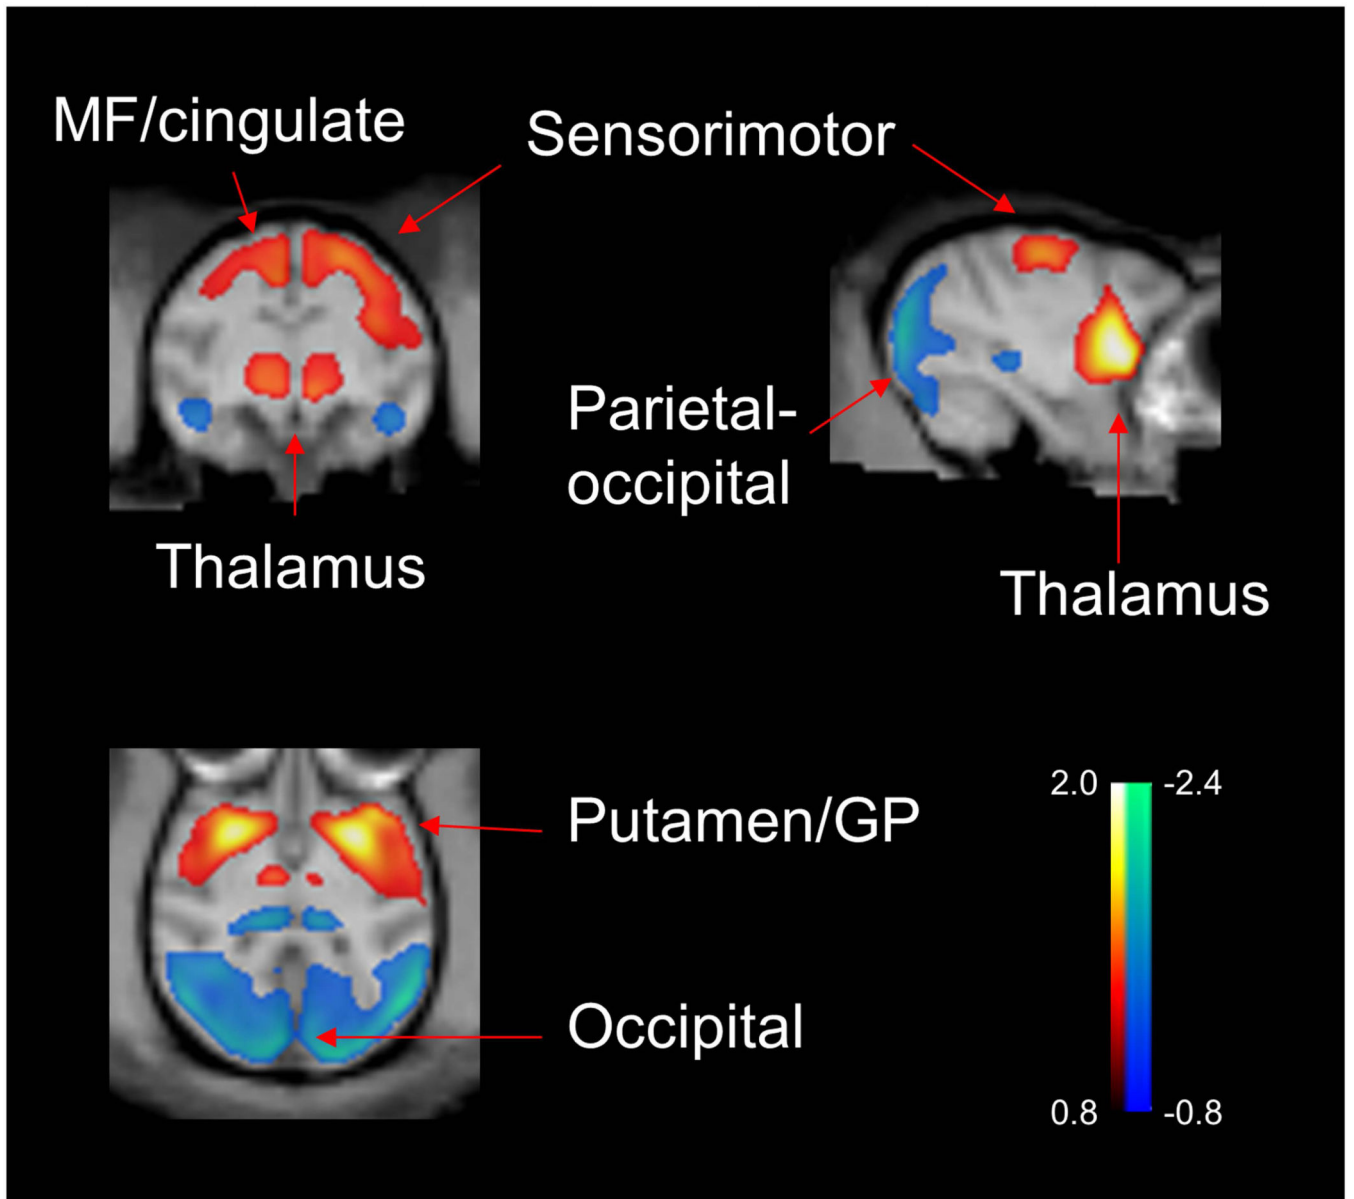 MF/cingulate
Sensorimotor
Parietal-
occipital
Thalamus
Thalamus
Putamen/GP
2.0
-2.4
Occipital
0.8
-0.8